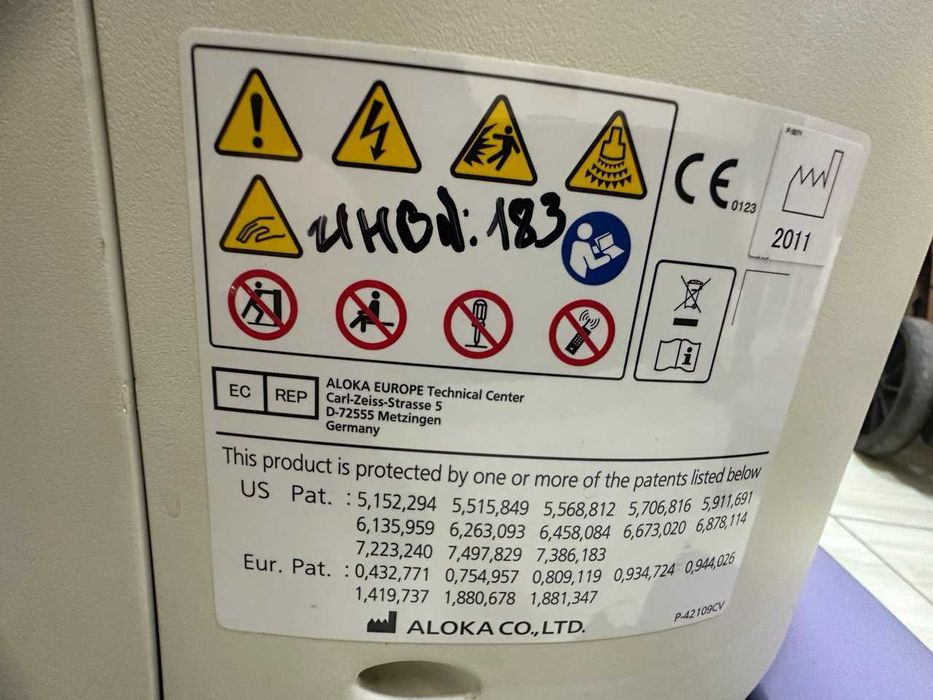 P-5071
2011
CE 0123
ИНВN: 183
EC REP
ALOKA EUROPE Technical Center
Carl-Zeiss-Strasse 5
D-72555 Metzingen
Germany
This product is protected by one or more of the patents listed below
US Pat. : 5,152,294 5,515,849 5,568,812 5,706,816 5,911,691
6,135,959 6,263,093 6,458,084 6,673,020 6,878,114
7,223,240 7,497,829 7,386,183
Eur. Pat. : 0,432,771 0,754,957 0,809,119 0,934,724 0,944,026
1,419,737 1,880,678 1,881,347
P-42109CV
ALOKA CO., LTD.